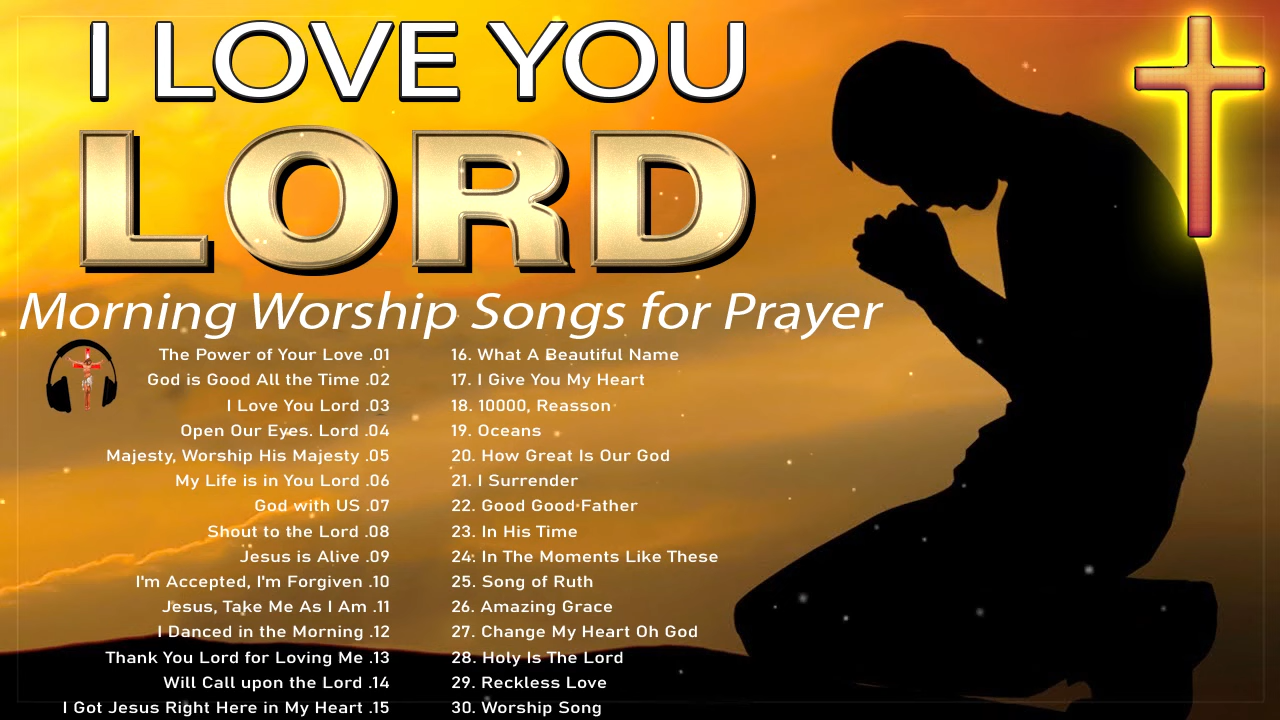 I LOVE YOU
LORD
Morning Worship Songs for Prayer
The Power of Your Love .01
God is Good All the Time .02
I Love You Lord .03
Open Our Eyes. Lord .04
Majesty, Worship His Majesty .05
My Life is in You Lord .06
God with US .07
Shout to the Lord .08
Jesus is Alive .09
I'm Accepted, I'm Forgiven .10
Jesus, Take Me As I Am .11
I Danced in the Morning .12
Thank You Lord for Loving Me .13
Will Call upon the Lord .14
I Got Jesus Right Here in My Heart .15
16. What A Beautiful Name
17. I Give You My Heart
18. 10000, Reasson
19. Oceans
20. How Great Is Our God
21. I Surrender
22. Good Good Father
23. In His Time
24. In The Moments Like These
25. Song of Ruth
26. Amazing Grace
27. Change My Heart Oh God
28. Holy Is The Lord
29. Reckless Love
30. Worship Song